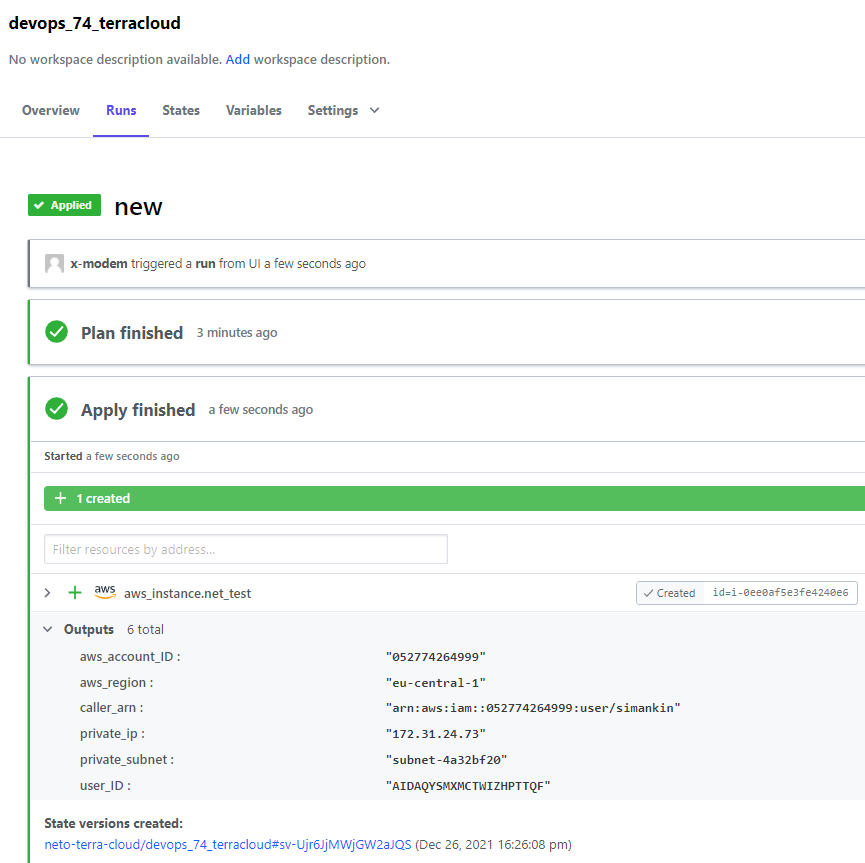 devops_74_terracloud
No workspace description available. Add workspace description.
Overview Runs States Variables Settings
Applied new
x-modem triggered a run from UI a few seconds ago
Plan finished 3 minutes ago
Apply finished a few seconds ago
Started a few seconds ago
+ 1 created
Filter resources by address...
aws aws_instance.net_test Created id=i-0ee0af5e3fe4240e6
Outputs 6 total
aws_account_ID : "052774264999"
aws_region : "eu-central-1"
caller_arn : "arn:aws:iam::052774264999:user/simankin"
private_ip : "172.31.24.73"
private_subnet : "subnet-4a32bf20"
user_ID : "AIDAQYSMXMCTWIZHPTTQF"
State versions created:
neto-terra-cloud/devops_74_terracloud#sv-Ujr6JjMWjGW2aJQS (Dec 26, 2021 16:26:08 pm)